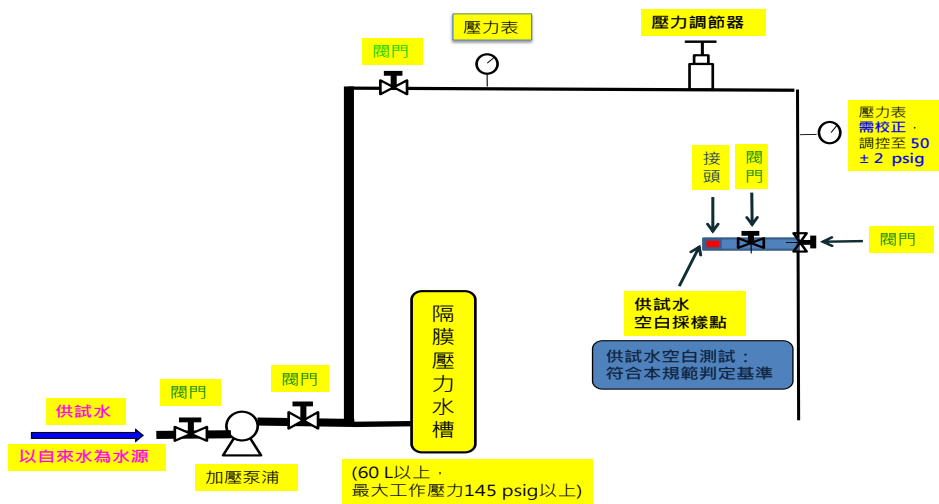 壓力表
壓力調節器
閥門
壓力表
需校正，
調控至 50
± 2 psig
接
頭
閥
門
閥門
供試水
空白採樣點
供試水空白測試：
符合本規範判定基準
隔
膜
壓
力
水
槽
閥門
閥門
供試水
以自來水為水源
加壓泵浦
(60 L以上，
最大工作壓力145 psig以上)